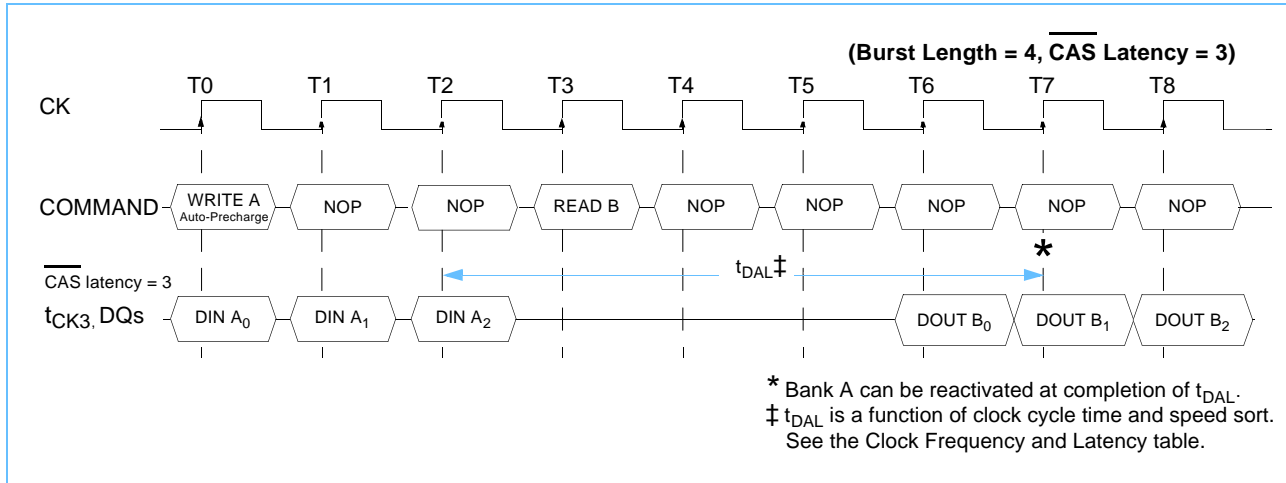 (Burst Length = 4, CAS Latency = 3)
T0 T1 T2 T3 T4 T5 T6 T7 T8
CK
COMMAND WRITE A NOP NOP READ B NOP NOP NOP NOP NOP
Auto-Precharge
*
tDAL‡
CAS latency = 3
tCK3, DQs DIN A0 DIN A1 DIN A2 DOUT B0 DOUT B1 DOUT B2
* Bank A can be reactivated at completion of tDAL.
‡ tDAL is a function of clock cycle time and speed sort.
See the Clock Frequency and Latency table.